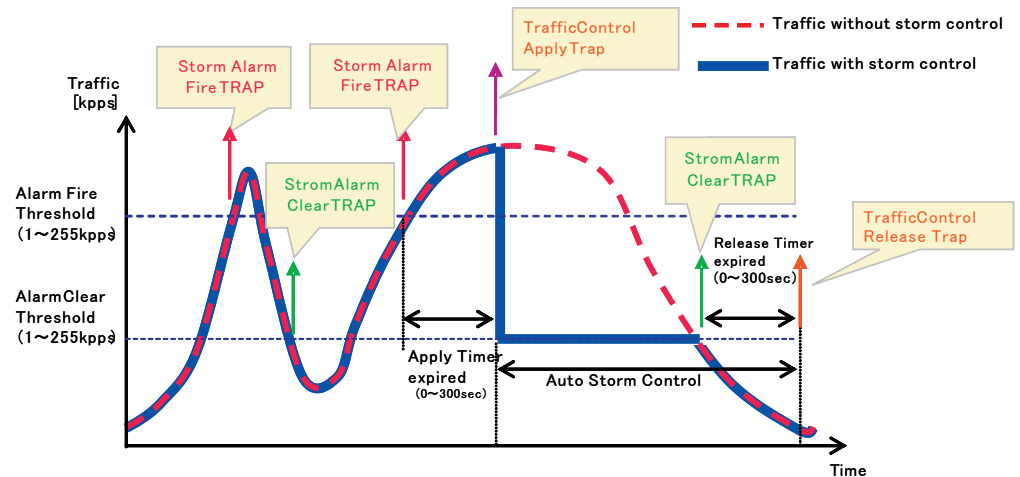 TrafficControl
ApplyTrap
Traffic without storm control
Traffic with storm control
Storm Alarm
FireTRAP
Storm Alarm
FireTRAP
Traffic
[kpps]
StromAlarm
ClearTRAP
StromAlarm
ClearTRAP
Alarm Fire
Threshold
(1～255kpps)
TrafficControl
Release Trap
Release Timer
expired
(0～300sec)
AlarmClear
Threshold
(1～255kpps)
Apply Timer
expired
(0～300sec)
Auto Storm Control
Time